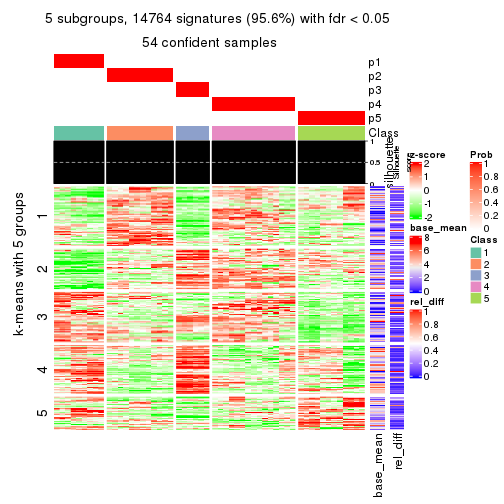 5 subgroups, 14764 signatures (95.6%) with fdr < 0.05
54 confident samples
p1
p2
p3
p4
p5
Class
1
0.5
0
silhouette
Silhouette
score
k-means with 5 groups
1
2
3
4
5
base_mean
rel_diff
z-score
2
1
0
-1
-2
base_mean
8
6
4
2
0
rel_diff
1
0.8
0.6
0.4
0.2
0
Prob
1
0.8
0.6
0.4
0.2
0
Class
1
2
3
4
5